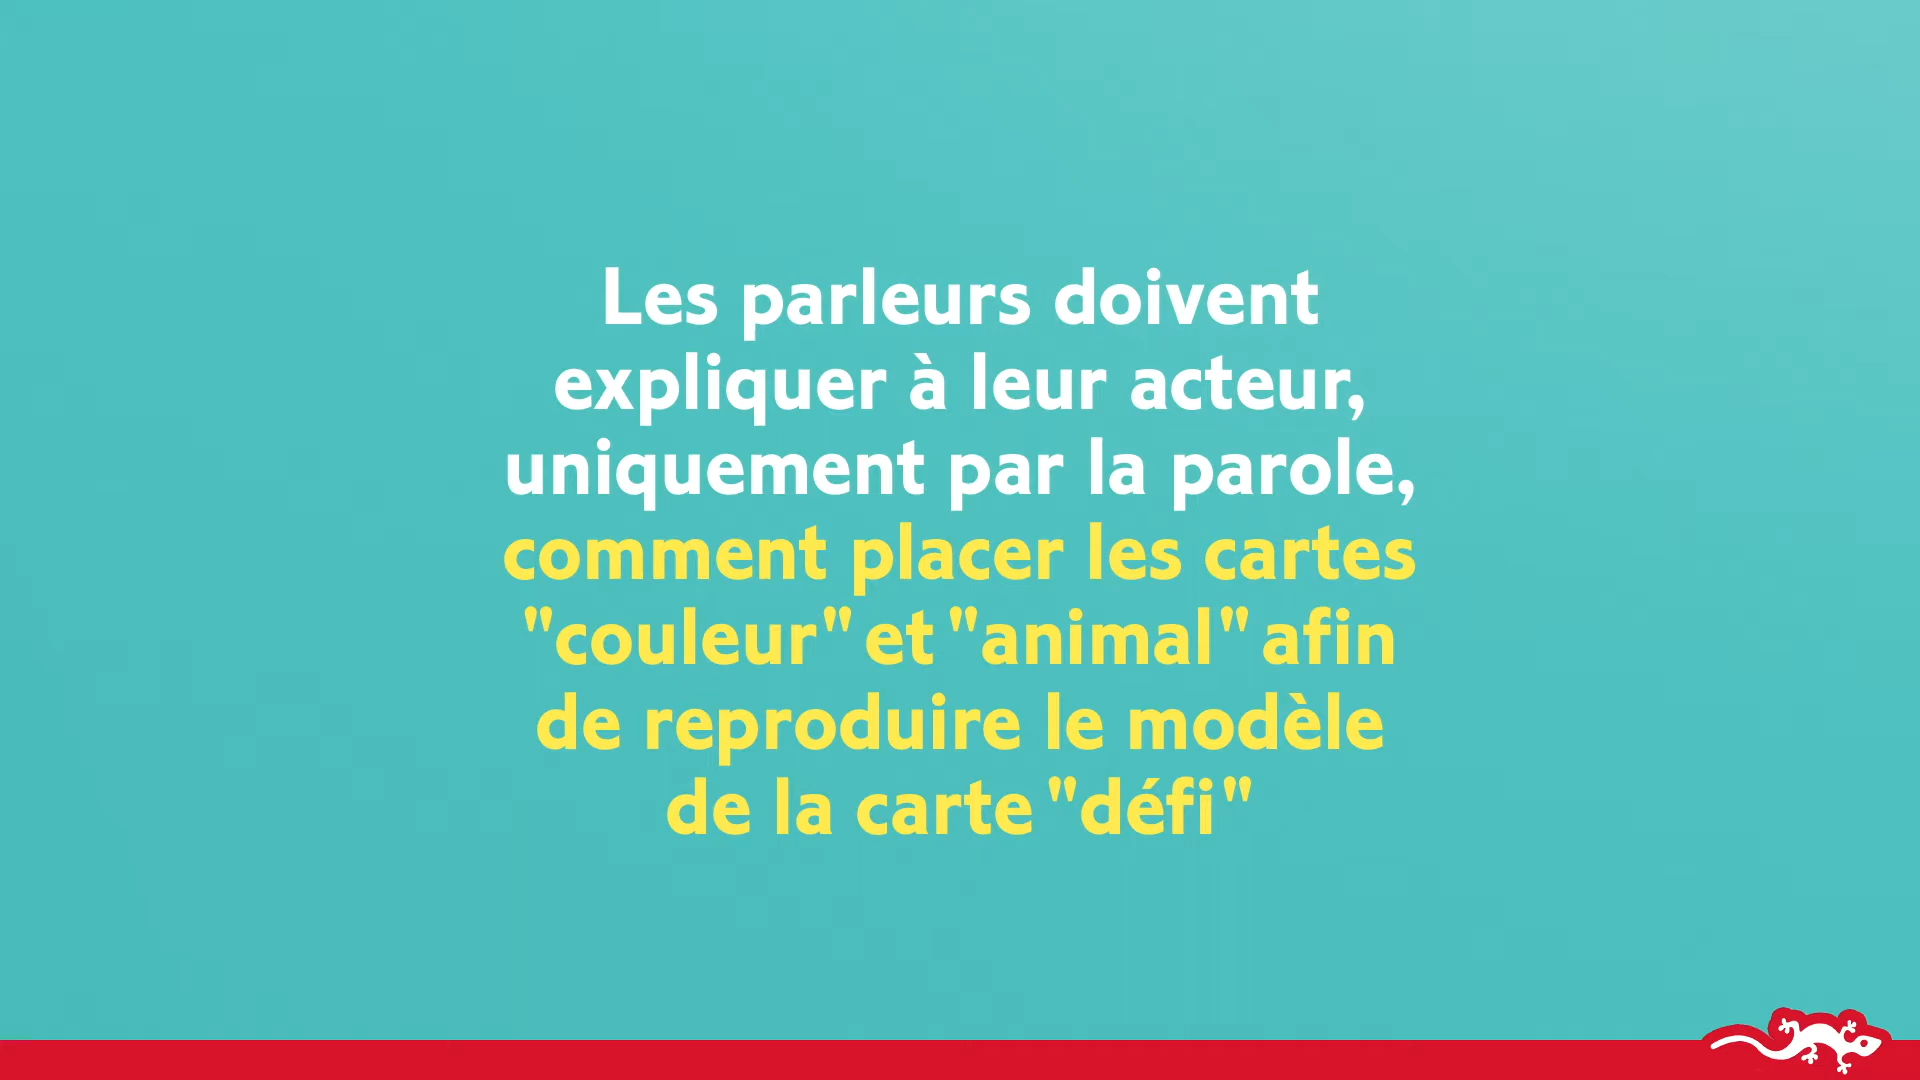 Les parleurs doivent
expliquer à leur acteur,
uniquement par la parole,
comment placer les cartes
"couleur" et "animal" afin
de reproduire le modèle
de la carte "défi"